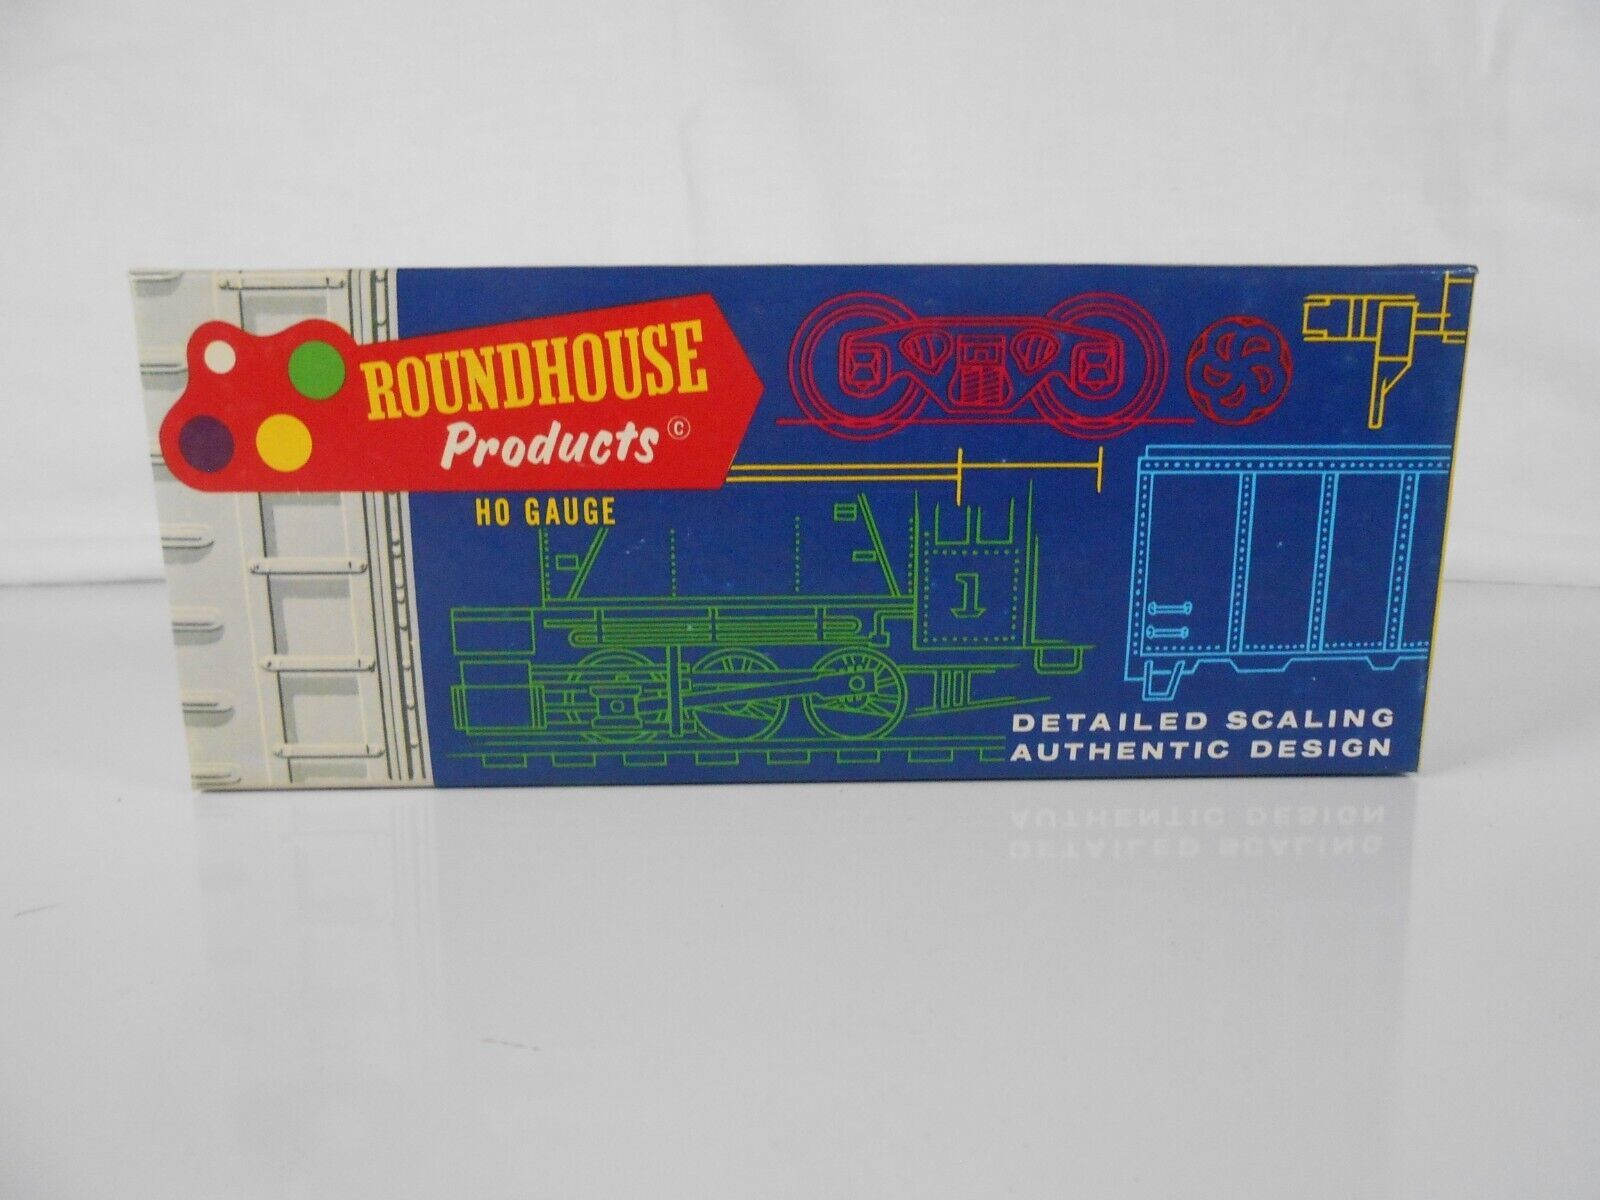 ROUNDHOUSE
Products ©
HO GAUGE
1
DETAILED SCALING
AUTHENTIC DESIGN